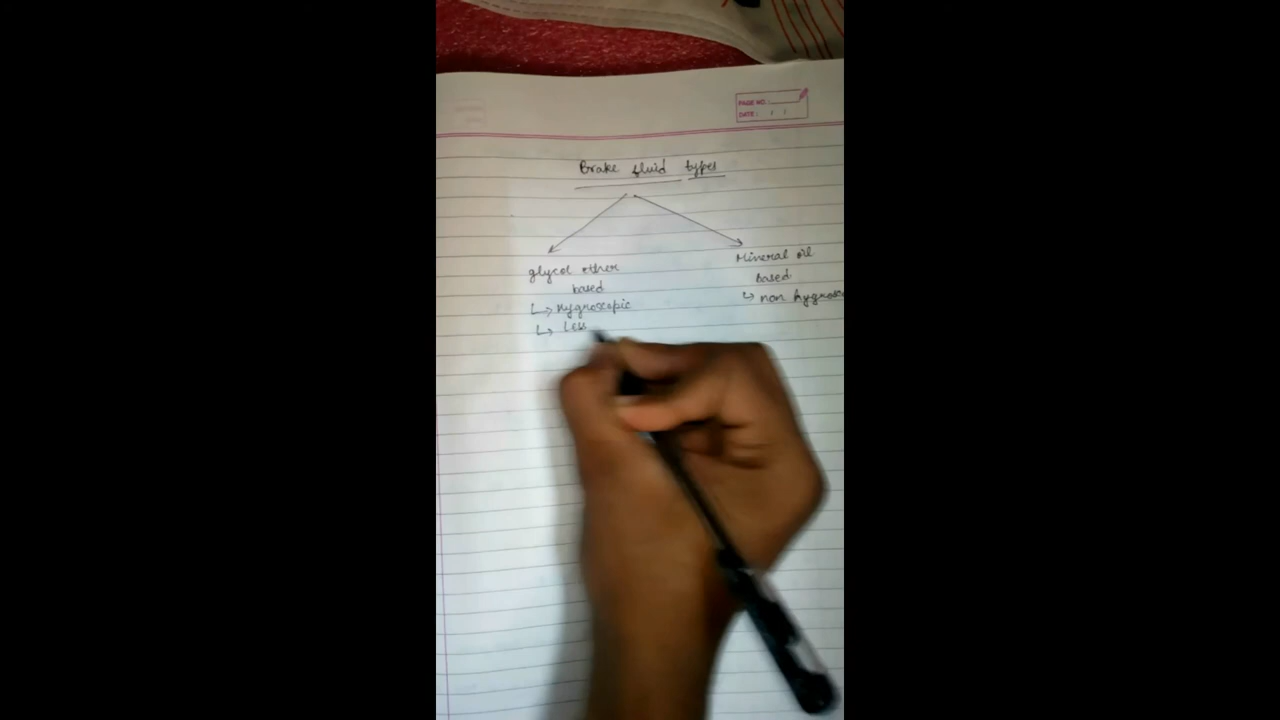 PAGE NO.:
DATE: / /
Brake fluid types
glycol ether
based
↳ Hygroscopic
↳ Less
Mineral oil
based
↳ non hygros